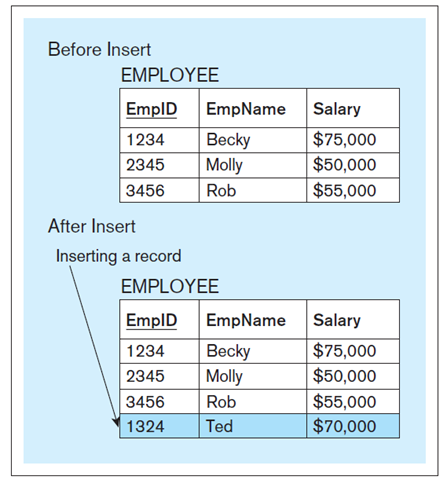 Before Insert
EMPLOYEE
EmpID EmpName Salary
1234 Becky $75,000
2345 Molly $50,000
3456 Rob $55,000
After Insert
Inserting a record
EMPLOYEE
EmpID EmpName Salary
1234 Becky $75,000
2345 Molly $50,000
3456 Rob $55,000
1324 Ted $70,000